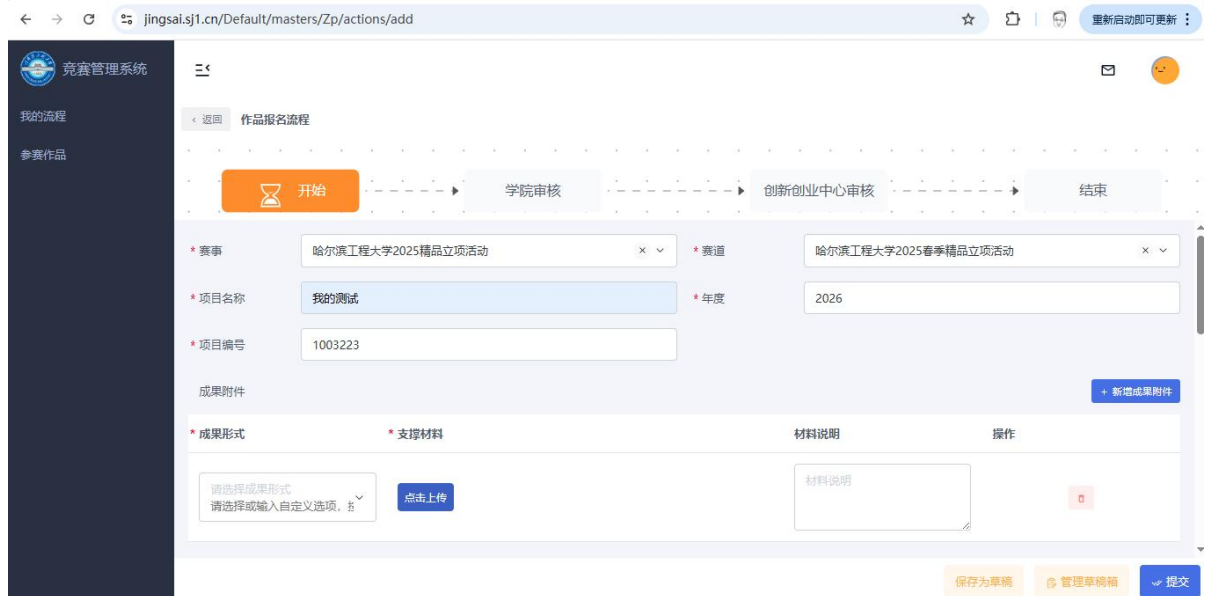 jingsai.sj1.cn/Default/masters/Zp/actions/add
重新启动即可更新
竞赛管理系统
我的流程
参赛作品
返回 作品报名流程
开始 学院审核 创新创业中心审核 结束
* 赛事 哈尔滨工程大学2025精品立项活动 * 赛道 哈尔滨工程大学2025春季精品立项活动
* 项目名称 我的测试 * 年度 2026
* 项目编号 1003223
成果附件 + 新增成果附件
* 成果形式 * 支撑材料 材料说明 操作
请选择成果形式
请选择或输入自定义选项,
点击上传
材料说明
保存为草稿 管理草稿箱 提交